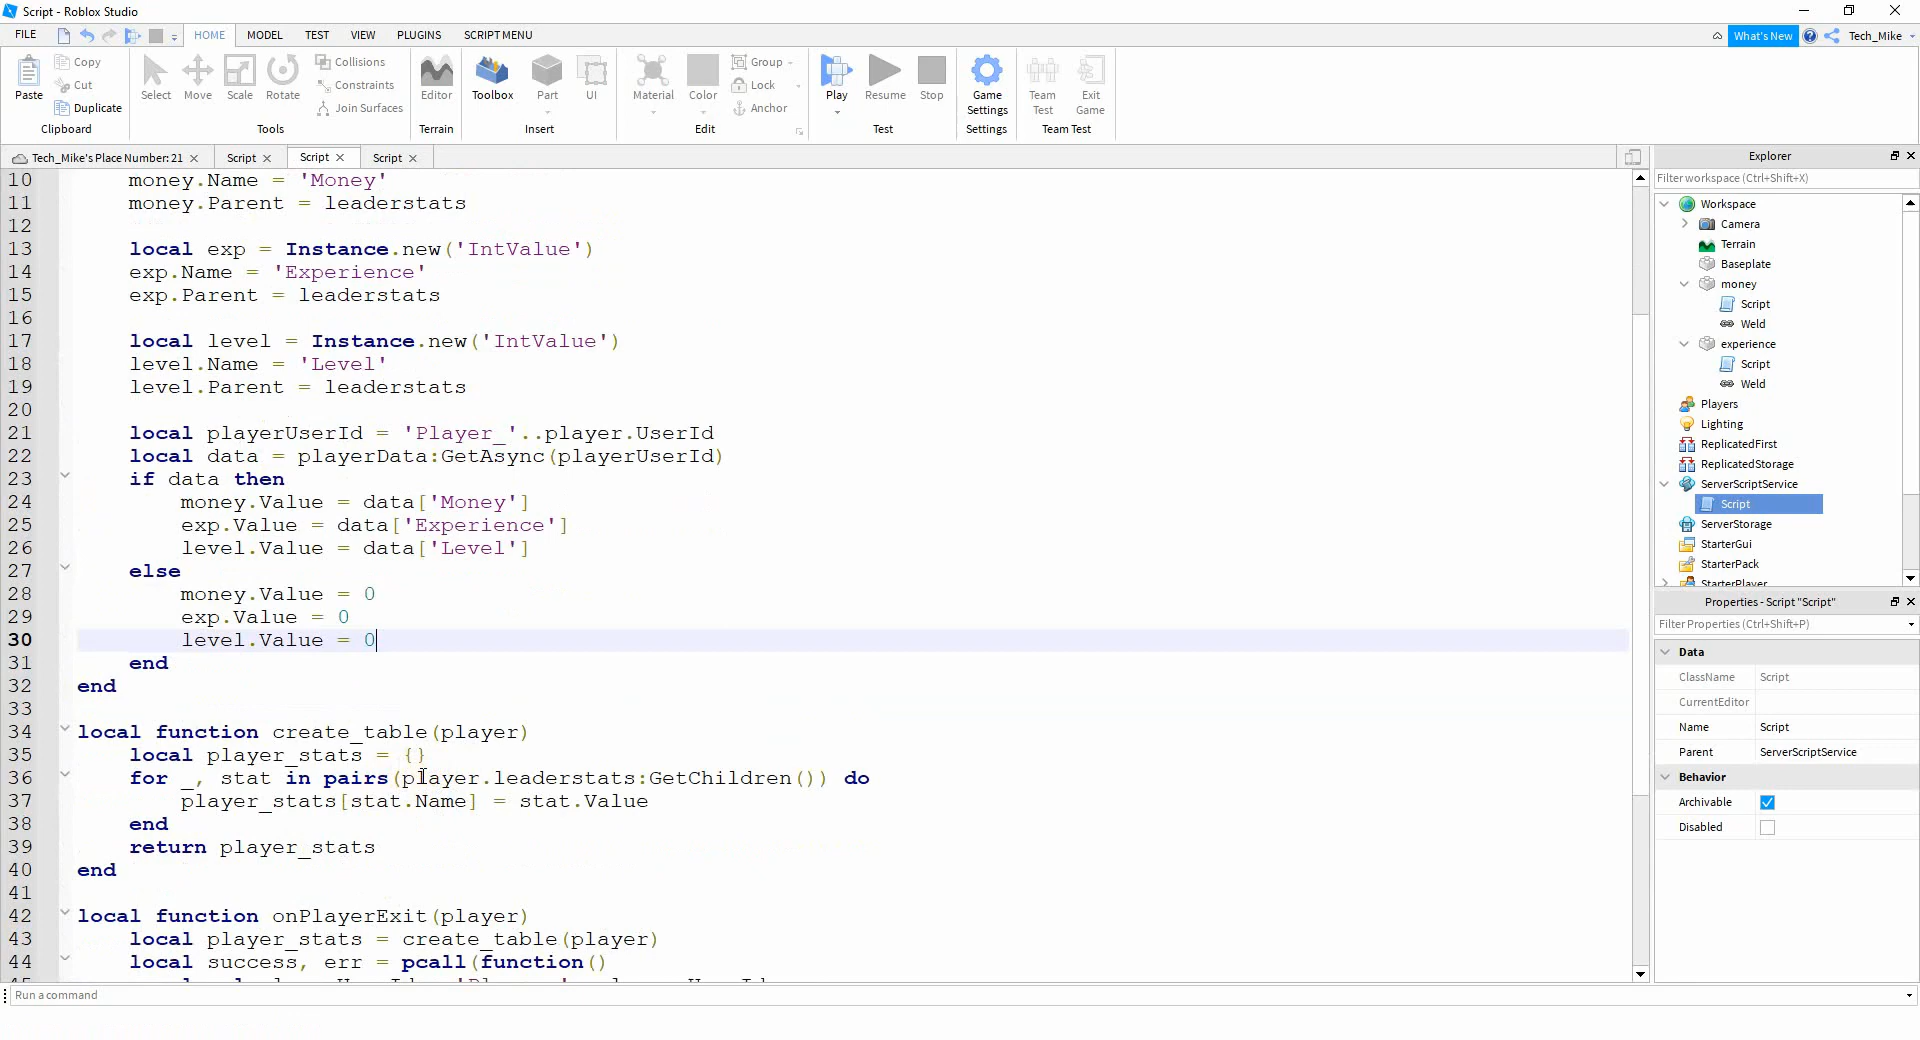 Script - Roblox Studio
FILE HOME MODEL TEST VIEW PLUGINS SCRIPT MENU What's New Tech_Mike
Paste Copy Cut Duplicate Clipboard
Select Move Scale Rotate Collisions Constraints Join Surfaces Tools
Editor Terrain
Toolbox Part UI Insert
Material Color Group Lock Anchor Edit
Play Resume Stop Test
Game Settings Settings
Team Test Exit Game Team Test
Tech_Mike's Place Number: 21 Script Script Script
10 money.Name = 'Money'
11 money.Parent = leaderstats
12
13 local exp = Instance.new('IntValue')
14 exp.Name = 'Experience'
15 exp.Parent = leaderstats
16
17 local level = Instance.new('IntValue')
18 level.Name = 'Level'
19 level.Parent = leaderstats
20
21 local playerUserId = 'Player_'..player.UserId
22 local data = playerData:GetAsync(playerUserId)
23 if data then
24 money.Value = data['Money']
25 exp.Value = data['Experience']
26 level.Value = data['Level']
27 else
28 money.Value = 0
29 exp.Value = 0
30 level.Value = 0
31 end
32 end
33
34 local function create_table(player)
35 local player_stats = {}
36 for _, stat in pairs(player.leaderstats:GetChildren()) do
37 player_stats[stat.Name] = stat.Value
38 end
39 return player_stats
40 end
41
42 local function onPlayerExit(player)
43 local player_stats = create_table(player)
44 local success, err = pcall(function()
Run a command
Explorer
Filter workspace (Ctrl+Shift+X)
Workspace
Camera
Terrain
Baseplate
money
Script
Weld
experience
Script
Weld
Players
Lighting
ReplicatedFirst
ReplicatedStorage
ServerScriptService
Script
ServerStorage
StarterGui
StarterPack
StarterPlayer
Properties - Script "Script"
Filter Properties (Ctrl+Shift+P)
Data
ClassName Script
CurrentEditor
Name Script
Parent ServerScriptService
Behavior
Archivable
Disabled